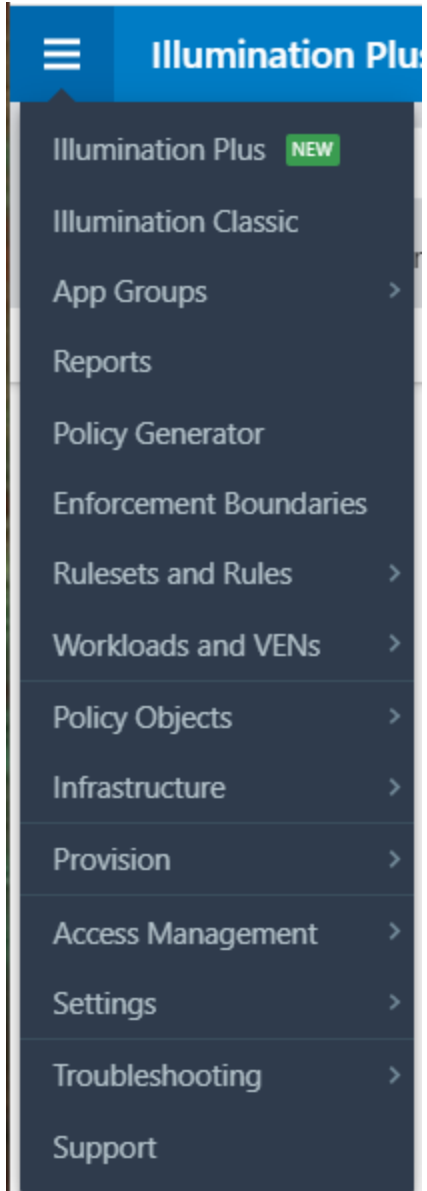 Illumination Plus
Illumination Plus NEW
Illumination Classic
App Groups
Reports
Policy Generator
Enforcement Boundaries
Rulesets and Rules
Workloads and VENs
Policy Objects
Infrastructure
Provision
Access Management
Settings
Troubleshooting
Support